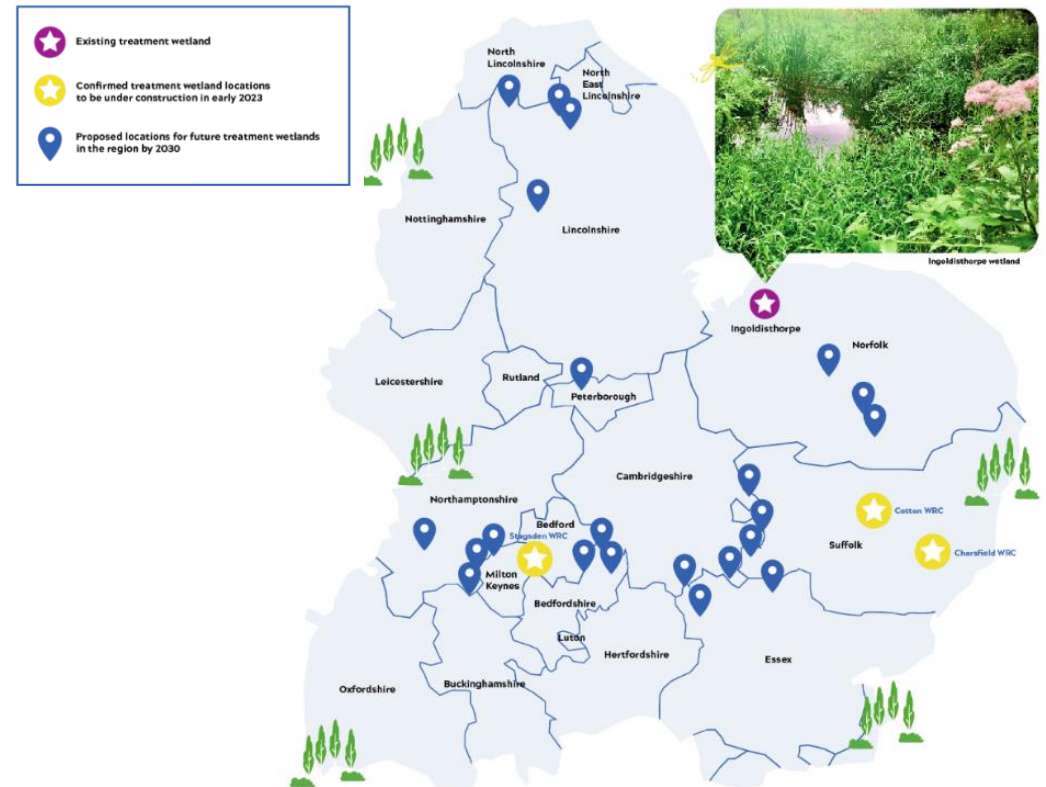 Existing treatment wetland
Confirmed treatment wetland locations
to be under construction in early 2023
Proposed locations for future treatment wetlands
in the region by 2030
North
Lincolnshire
North
East
Lincolnshire
Nottinghamshire
Lincolnshire
Ingoldisthorpe wetland
Ingoldisthorpe
Norfolk
Leicestershire
Rutland
Peterborough
Cambridgeshire
Northamptonshire
Bedford
Stagsden WRC
Cotton WRC
Suffolk
Charsfield WRC
Milton
Keynes
Bedfordshire
Luton
Hertfordshire
Essex
Buckinghamshire
Oxfordshire